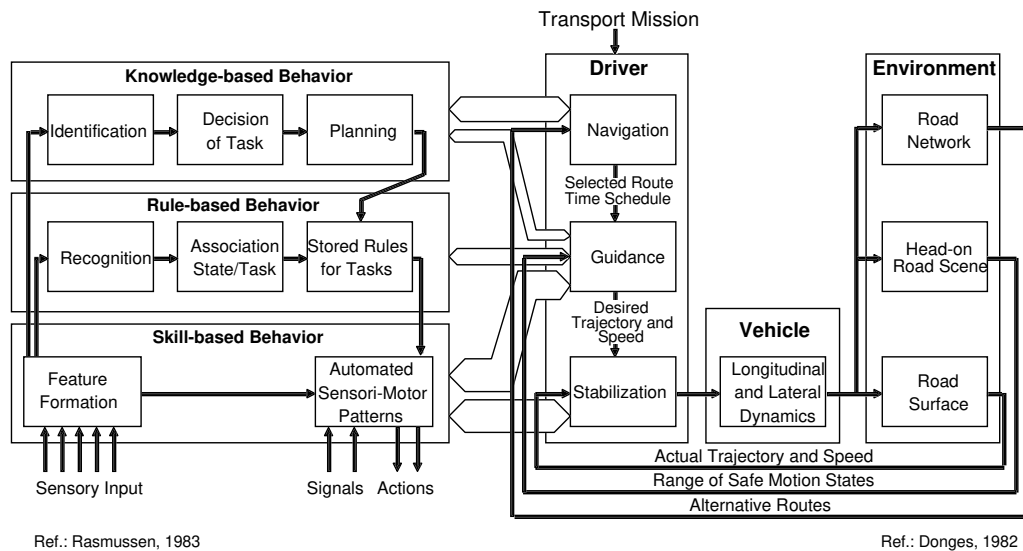 Transport Mission
Knowledge-based Behavior
Identification
Decision
of Task
Planning
Rule-based Behavior
Recognition
Association
State/Task
Stored Rules
for Tasks
Skill-based Behavior
Feature
Formation
Automated
Sensori-Motor
Patterns
Sensory Input
Signals
Actions
Driver
Navigation
Selected Route
Time Schedule
Guidance
Desired
Trajectory and
Speed
Stabilization
Vehicle
Longitudinal
and Lateral
Dynamics
Environment
Road
Network
Head-on
Road Scene
Road
Surface
Actual Trajectory and Speed
Range of Safe Motion States
Alternative Routes
Ref.: Rasmussen, 1983
Ref.: Donges, 1982